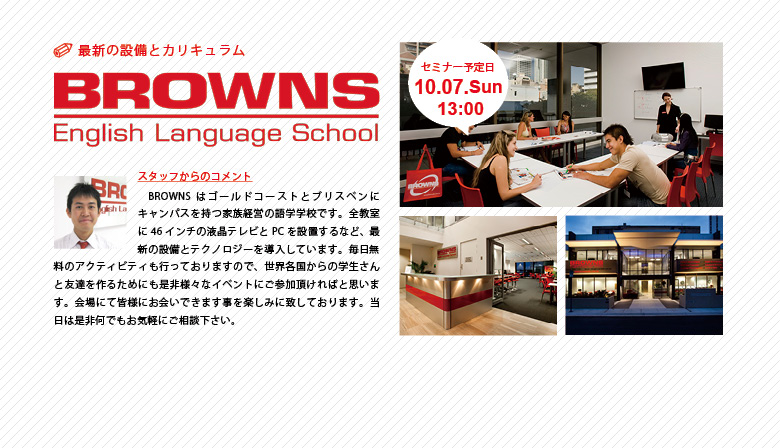 最新の設備とカリキュラム
BROWNS
English Language School
セミナー予定日
10.07.Sun
13:00
スタッフからのコメント
BROWNS はゴールドコーストとブリスベンに
キャンパスを持つ家族経営の語学学校です。全教室
に 46 インチの液晶テレビと PC を設置するなど、最
新の設備とテクノロジーを導入しています。毎日無
料のアクティビティも行っておりますので、世界各国からの学生さん
と友達を作るためにも是非様々なイベントにご参加頂ければと思いま
す。会場にて皆様にお会いできます事を楽しみに致しております。当
日は是非何でもお気軽にご相談下さい。
BROWNS